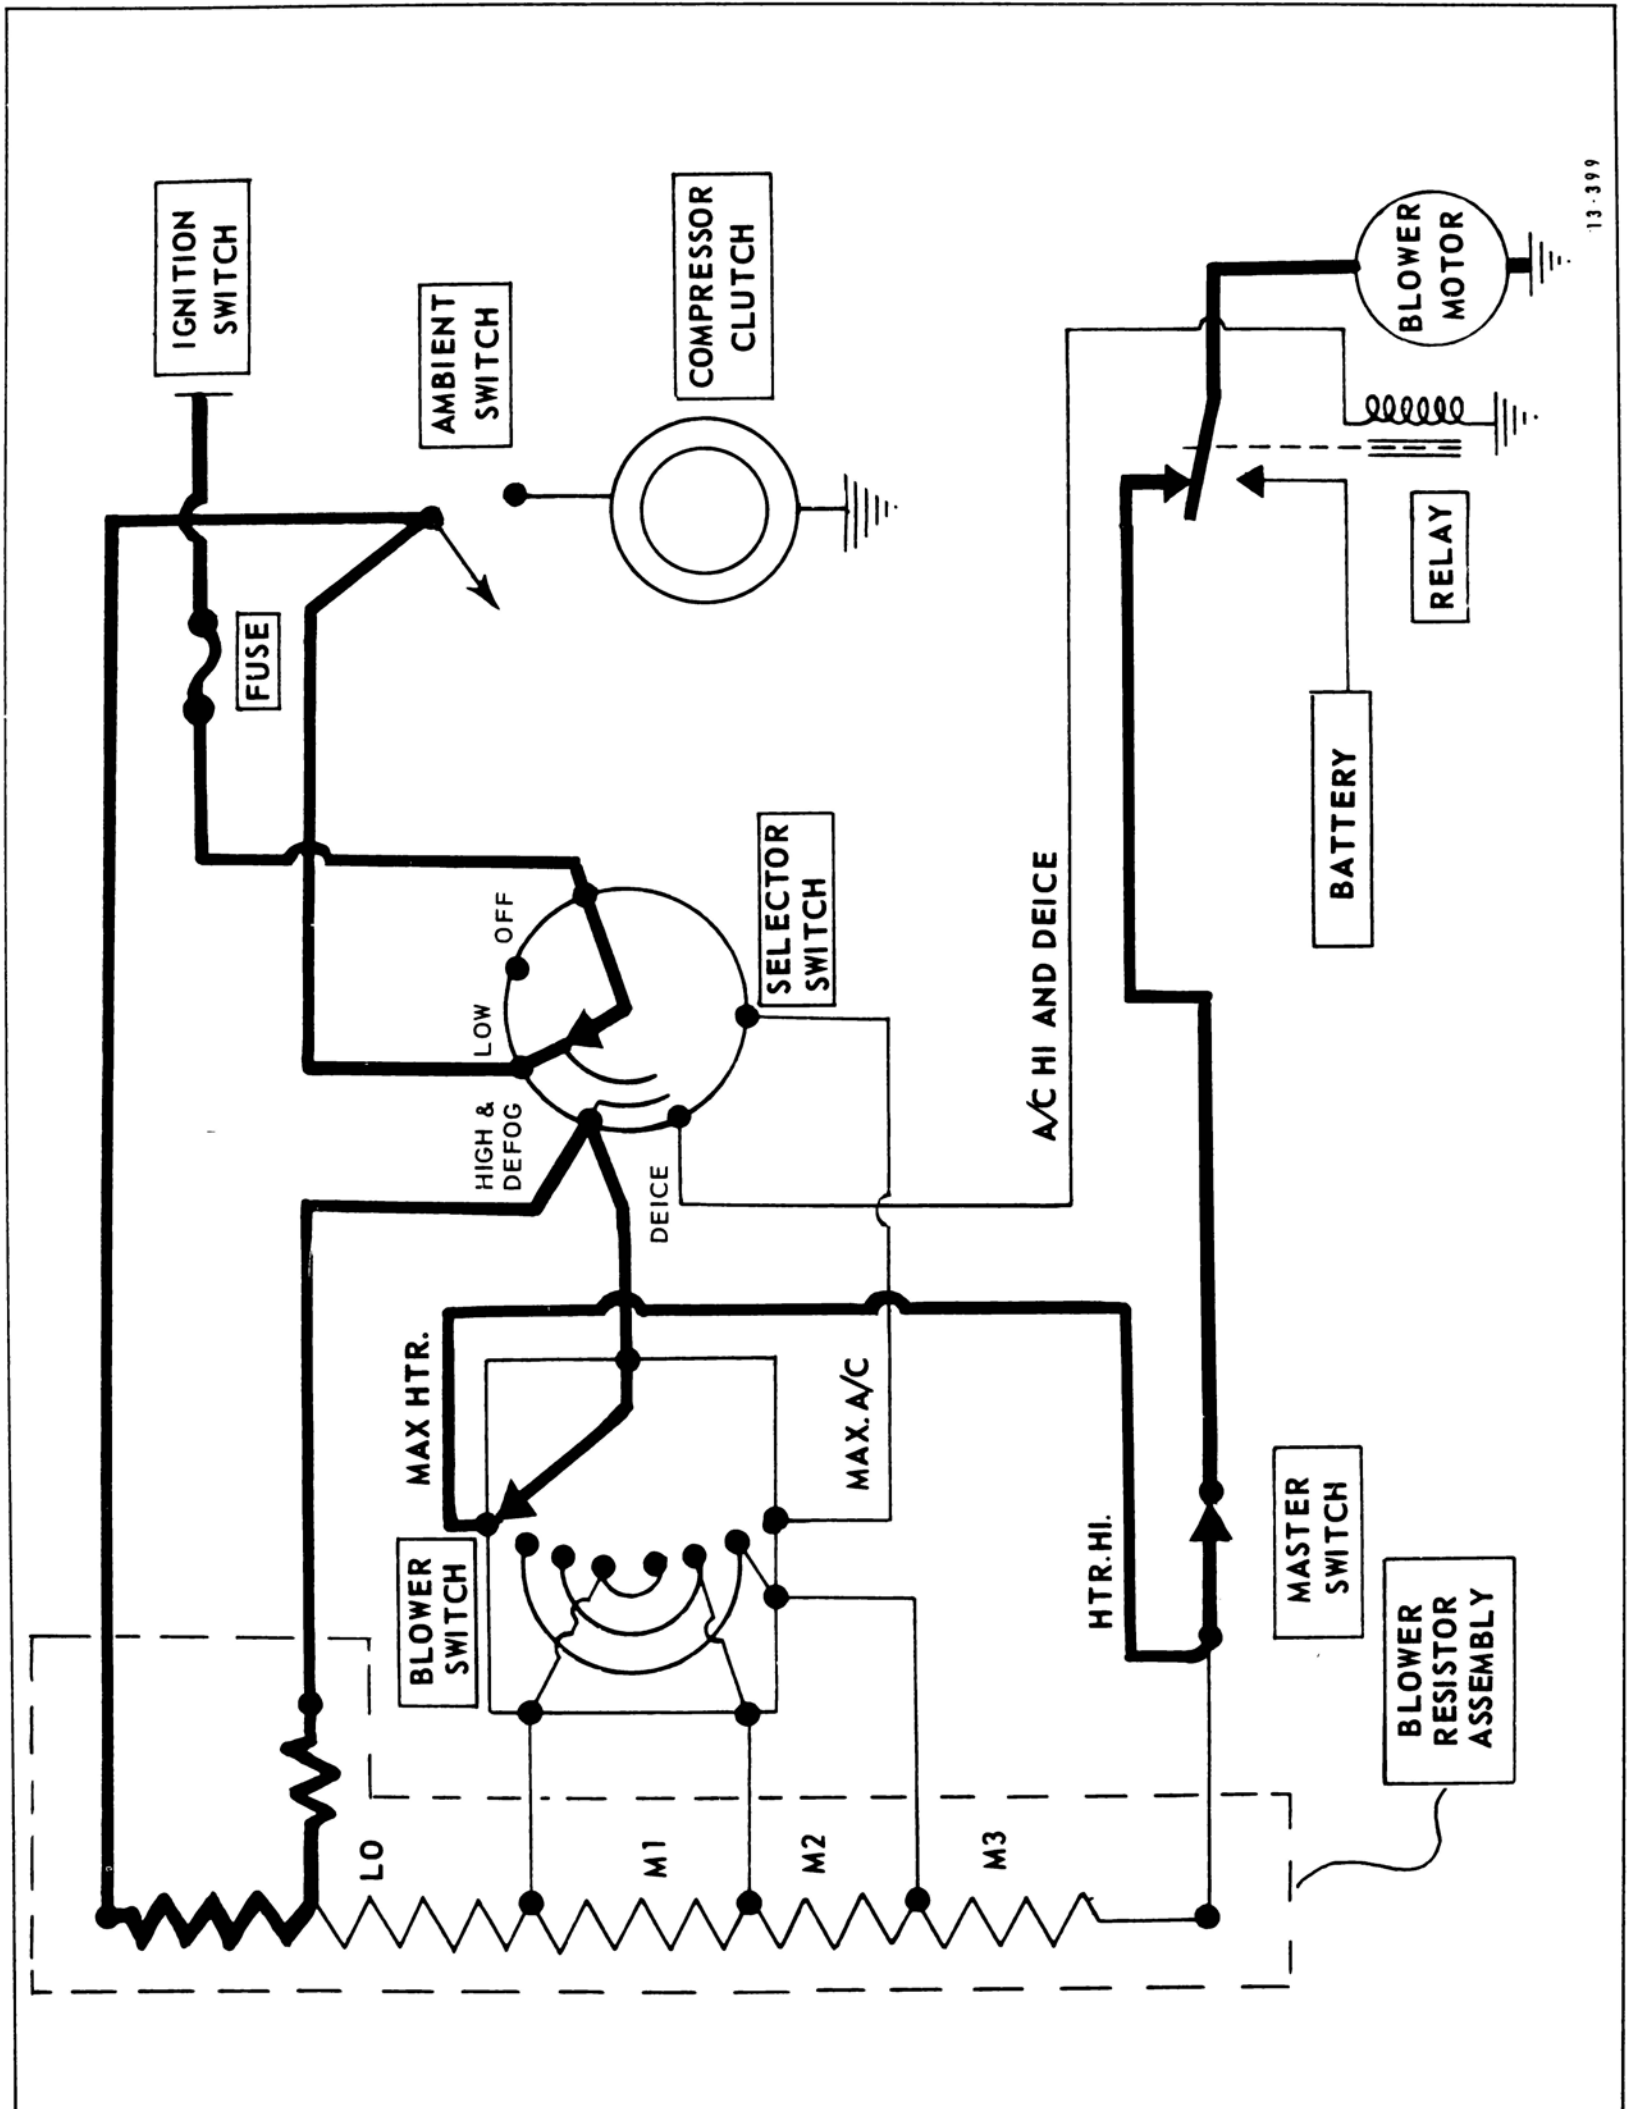 IGNITION
SWITCH
AMBIENT
SWITCH
COMPRESSOR
CLUTCH
FUSE
BLOWER
MOTOR
RELAY
BATTERY
SELECTOR
SWITCH
OFF
LOW
HIGH &
DEFOG
DEICE
A/C HI AND DEICE
MAX HTR.
MAX. A/C
BLOWER
SWITCH
HTR. HI.
MASTER
SWITCH
BLOWER
RESISTOR
ASSEMBLY
LO
M1
M2
M3
13-399